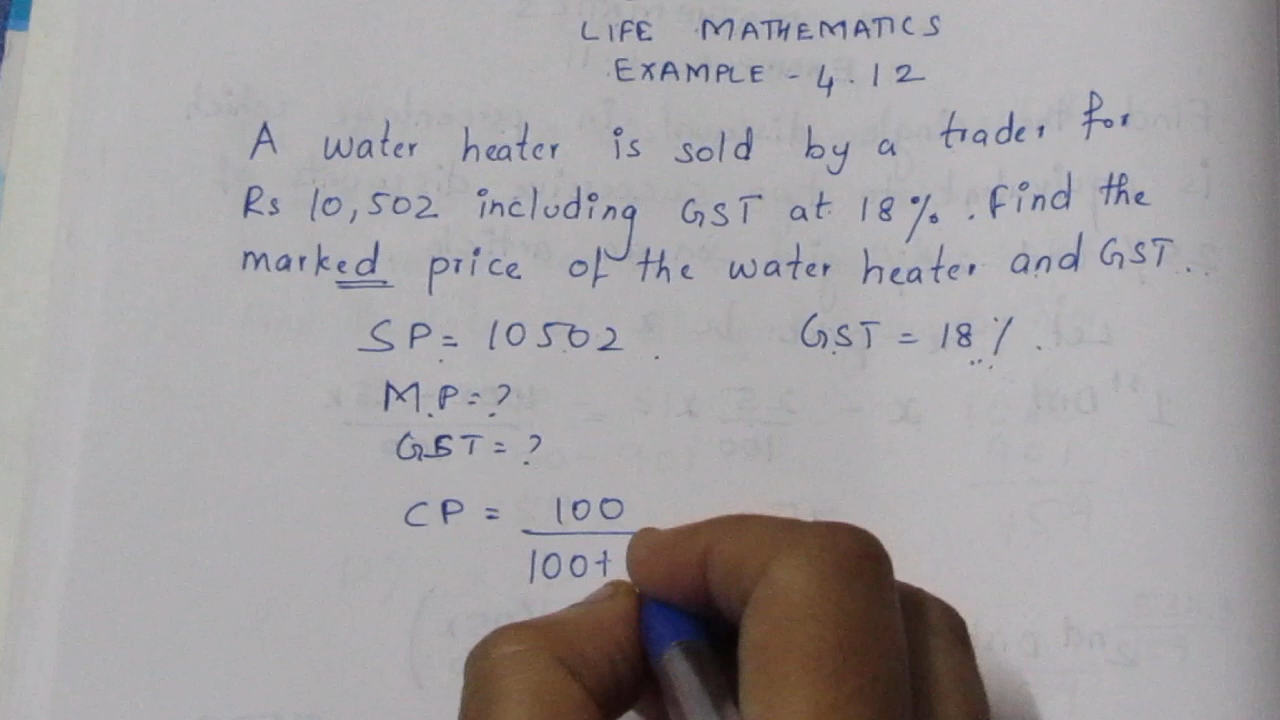 LIFE MATHEMATICS
EXAMPLE - 4.12
A water heater is sold by a trader for
Rs 10,502 including GST at 18%. Find the
marked price of the water heater and GST.
SP = 10502 . GST = 18% .
M.P = ?
GST = ?
CP = 100
100+